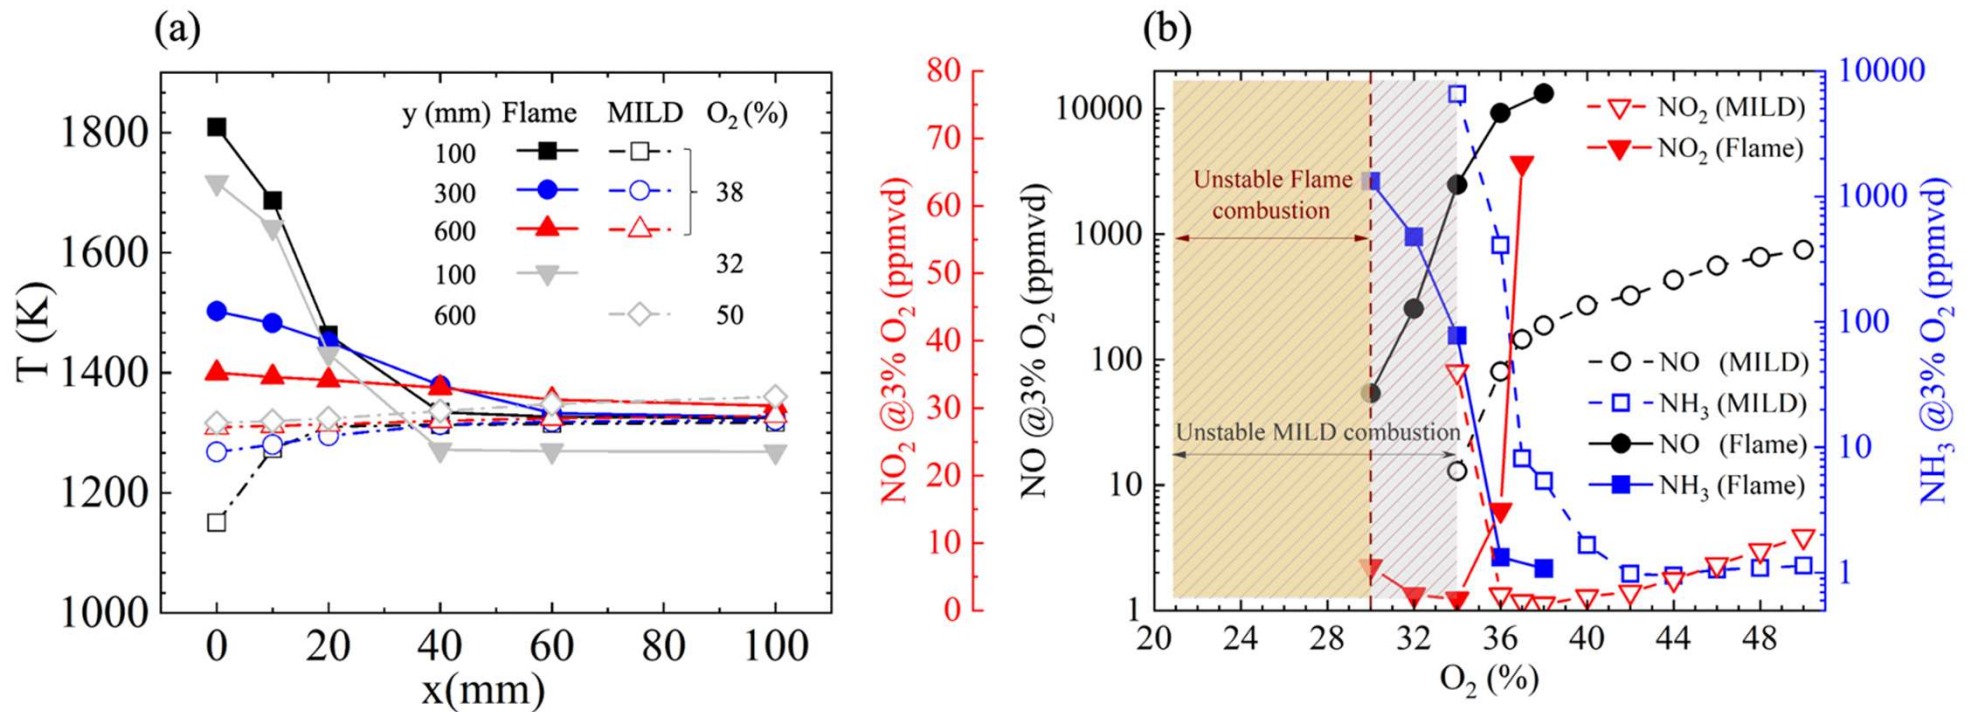 (a)
T (K)
1800
1600
1400
1200
1000
0 20 40 60 80 100
x(mm)
y (mm) Flame MILD O₂ (%)
100
300 38
600
100 32
600 50
NO₂ @3% O₂ (ppmvd)
80
70
60
50
40
30
20
10
0
(b)
NO @3% O₂ (ppmvd)
10000
1000
100
10
1
20 24 28 32 36 40 44 48
O₂ (%)
Unstable Flame
combustion
Unstable MILD combustion
NO₂ (MILD)
NO₂ (Flame)
NO (MILD)
NH₃ (MILD)
NO (Flame)
NH₃ (Flame)
10000
1000
100
10
1
NH₃ @3% O₂ (ppmvd)